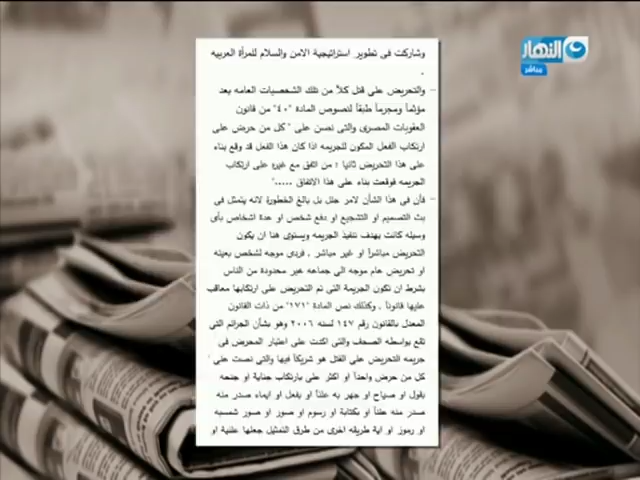 النهار
مباشر
وشاركت فى تطوير استراتيجية الامن والسلام للمرأة العربيه
.
- والتحريض على قتل كلاً من تلك الشخصيات العامه يعد
مؤثماً ومجرماً طبقاً لنصوص المادة "٤٠" من قانون
العقوبات المصرى والتى نصت على " كل من حرض على
ارتكاب الفعل المكون للجريمه اذا كان هذا الفعل قد وقع بناء
على هذا التحريض ثانيا : من اتفق مع غيره على ارتكاب
الجريمه فوقعت بناء على هذا الاتفاق ....."
- فأن فى هذا الشأن لامر جلل بل بالغ الخطورة لانه يتمثل فى
بث التصميم او التشجيع او دفع شخص او عدة اشخاص بأى
وسيله كانت بهدف تنفيذ الجريمه ويستوى هنا ان يكون
التحريض مباشراً او غير مباشر , فردى موجه لشخص بعينه
او تحريض عام موجه الى جماعه غير محدودة من الناس
بشرط ان تكون الجريمة التى تم التحريض على ارتكابها معاقب
عليها قانوناً , وكذلك نص المادة "١٧١" من ذات القانون
المعدل بالقانون رقم ١٤٧ لسنه ٢٠٠٦ وهو بشأن الجرائم التى
تقع بواسطه الصحف والتى اكدت على اعتبار المحرض فى
جريمه التحريض على القتل هو شريكاً فيها والتى نصت على "
كل من حرض واحداً او اكثر على بارتكاب جناية او جنحه
بقول او صياح او جهر به علناً او بفعل او ايماء صدر منه
صدر منه علناً او بكتابة او رسوم او صور او صور شمسيه
او رموز او اية طريقه اخرى من طرق التمثيل جعلها علنية او